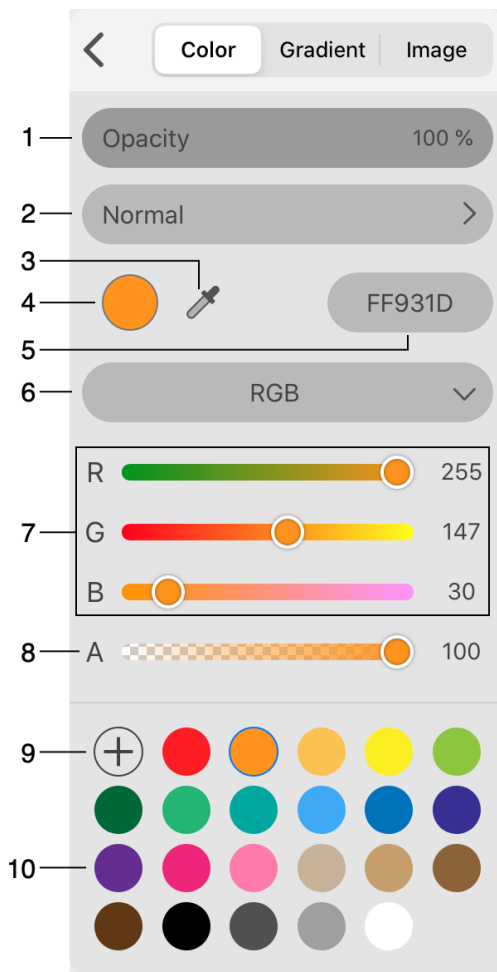 Color Gradient Image
1 Opacity 100 %
2 Normal
3
4 FF931D
5
6 RGB
R 255
7 G 147
B 30
8 A 100
9
10